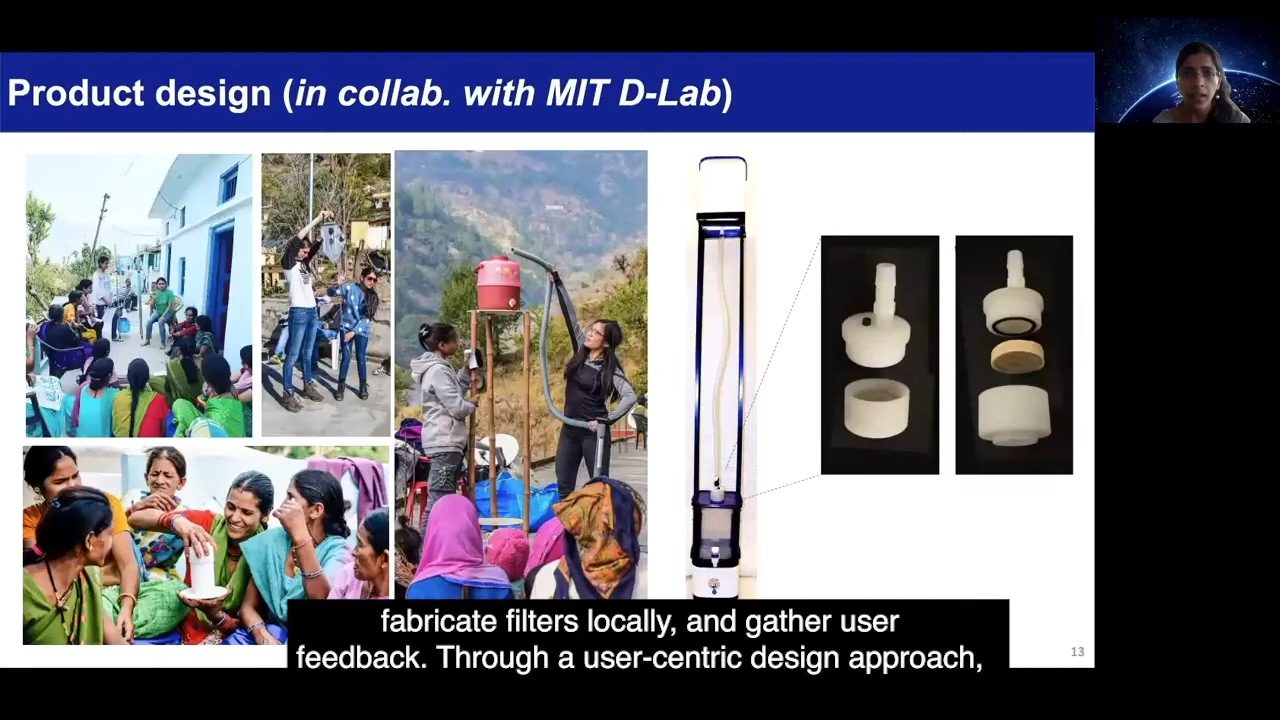 Product design (in collab. with MIT D-Lab)
fabricate filters locally, and gather user
feedback. Through a user-centric design approach,
13